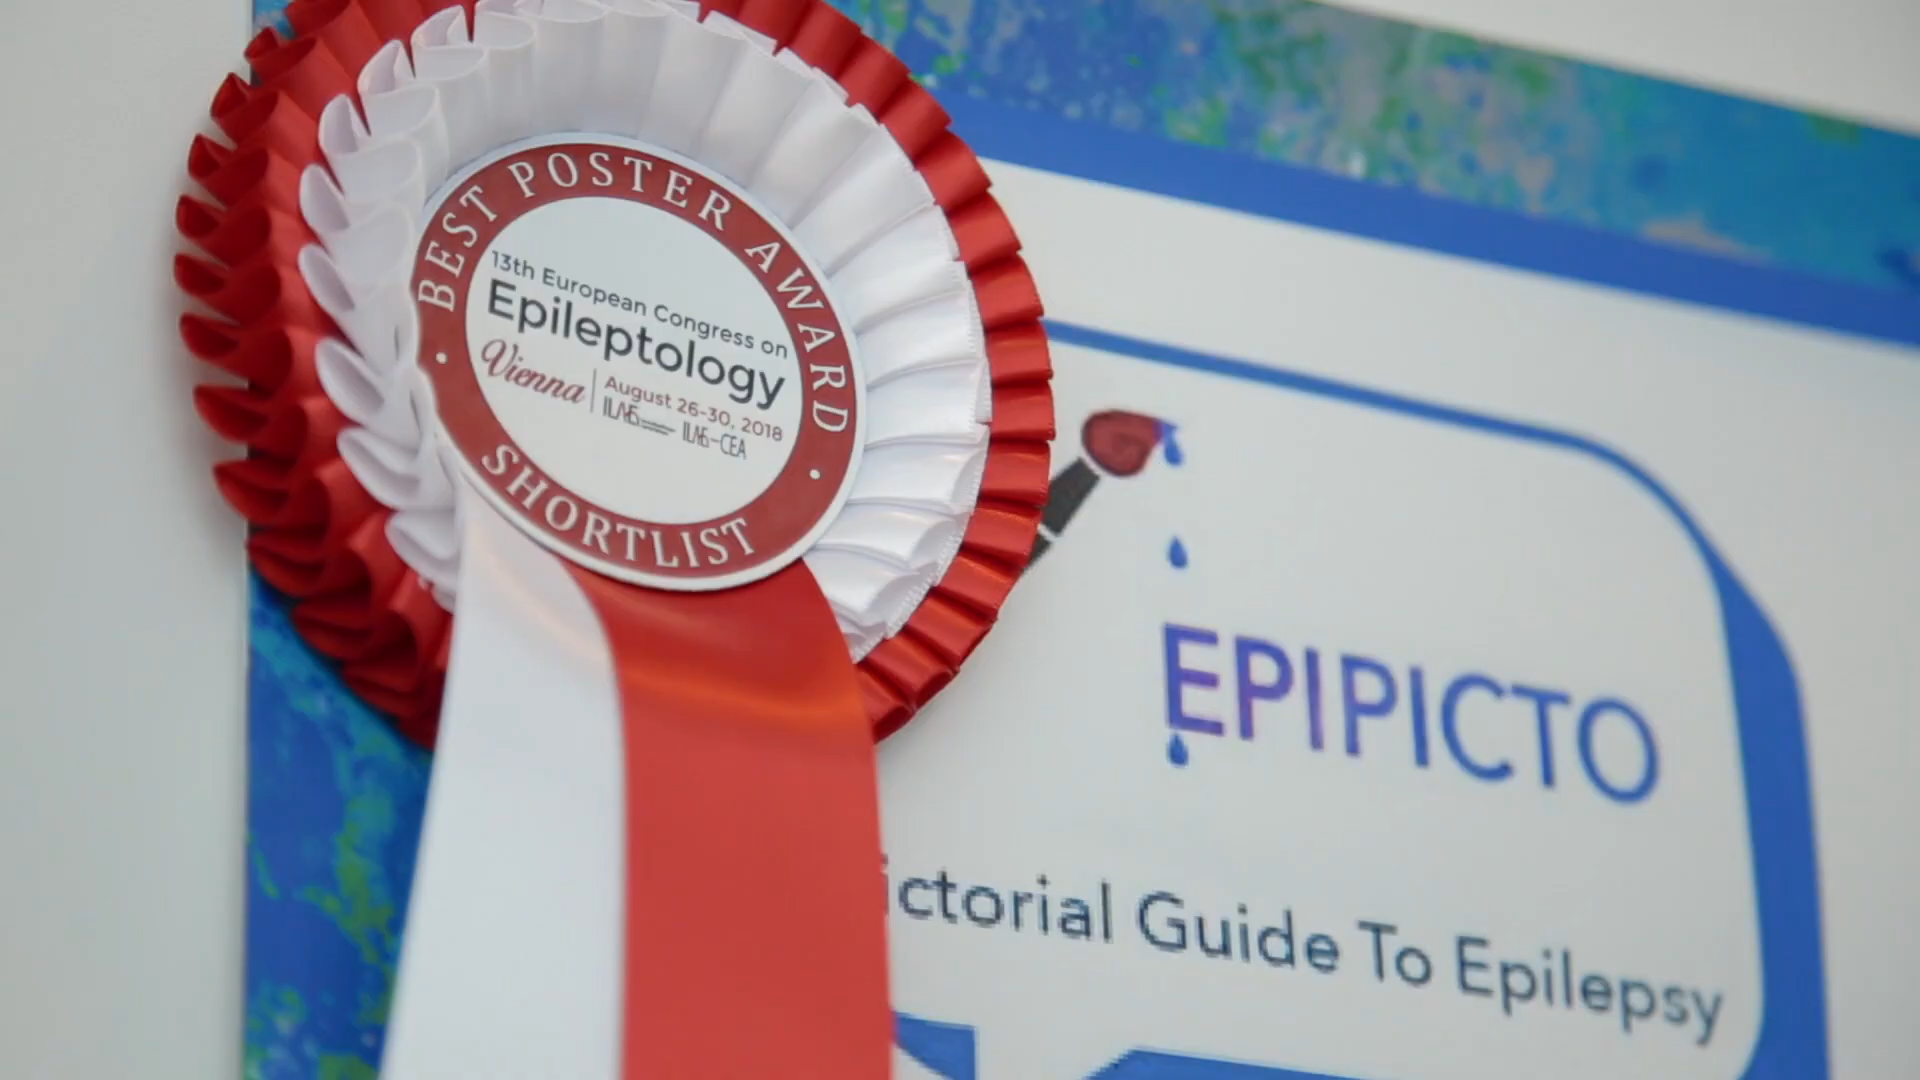 BEST POSTER AWARD
13th European Congress on
Epileptology
Vienna
August 26-30, 2018
ILAE ILAE-CEA
SHORTLIST
EPIPICTO
ictorial Guide To Epilepsy